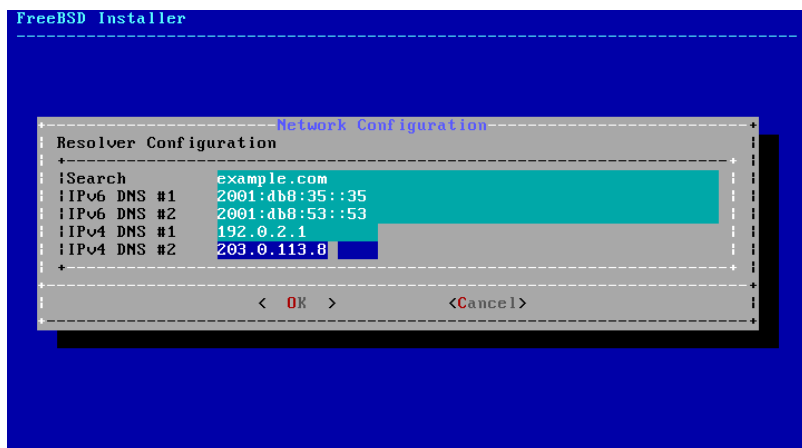 FreeBSD Installer
Network Configuration
Resolver Configuration
Search example.com
IPv6 DNS #1 2001:db8:35::35
IPv6 DNS #2 2001:db8:53::53
IPv4 DNS #1 192.0.2.1
IPv4 DNS #2 203.0.113.8
< OK > <Cancel>